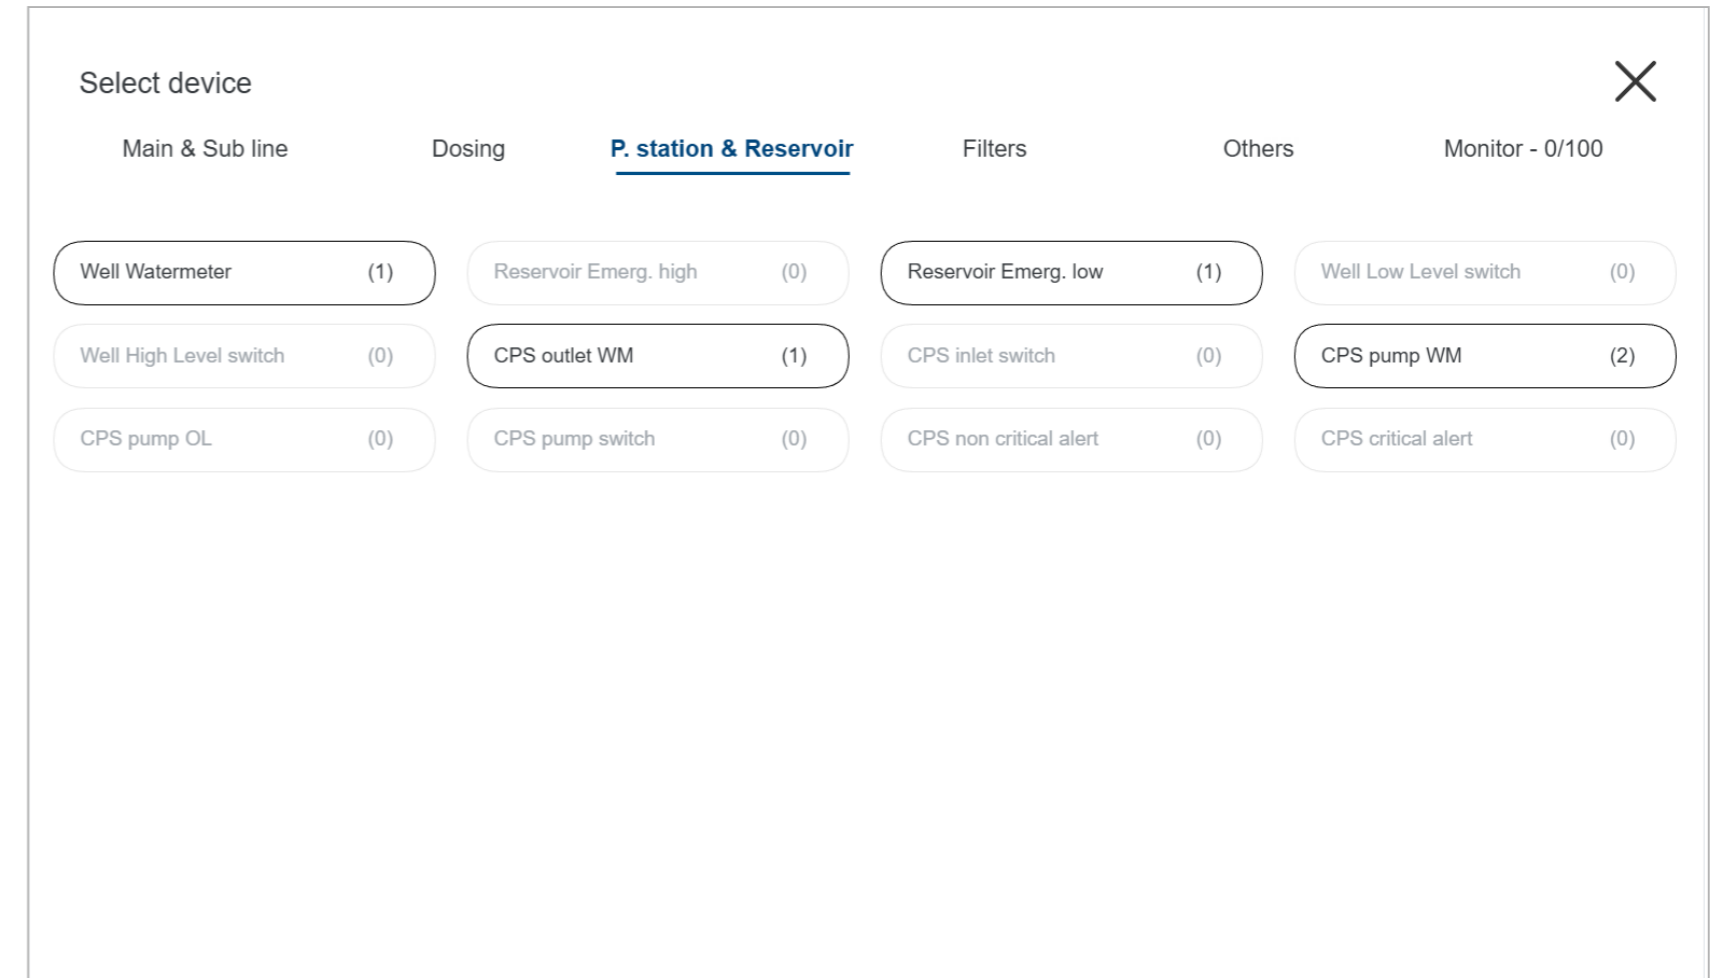 Select device
Main & Sub line Dosing P. station & Reservoir Filters Others Monitor - 0/100
Well Watermeter (1) Reservoir Emerg. high (0) Reservoir Emerg. low (1) Well Low Level switch (0)
Well High Level switch (0) CPS outlet WM (1) CPS inlet switch (0) CPS pump WM (2)
CPS pump OL (0) CPS pump switch (0) CPS non critical alert (0) CPS critical alert (0)